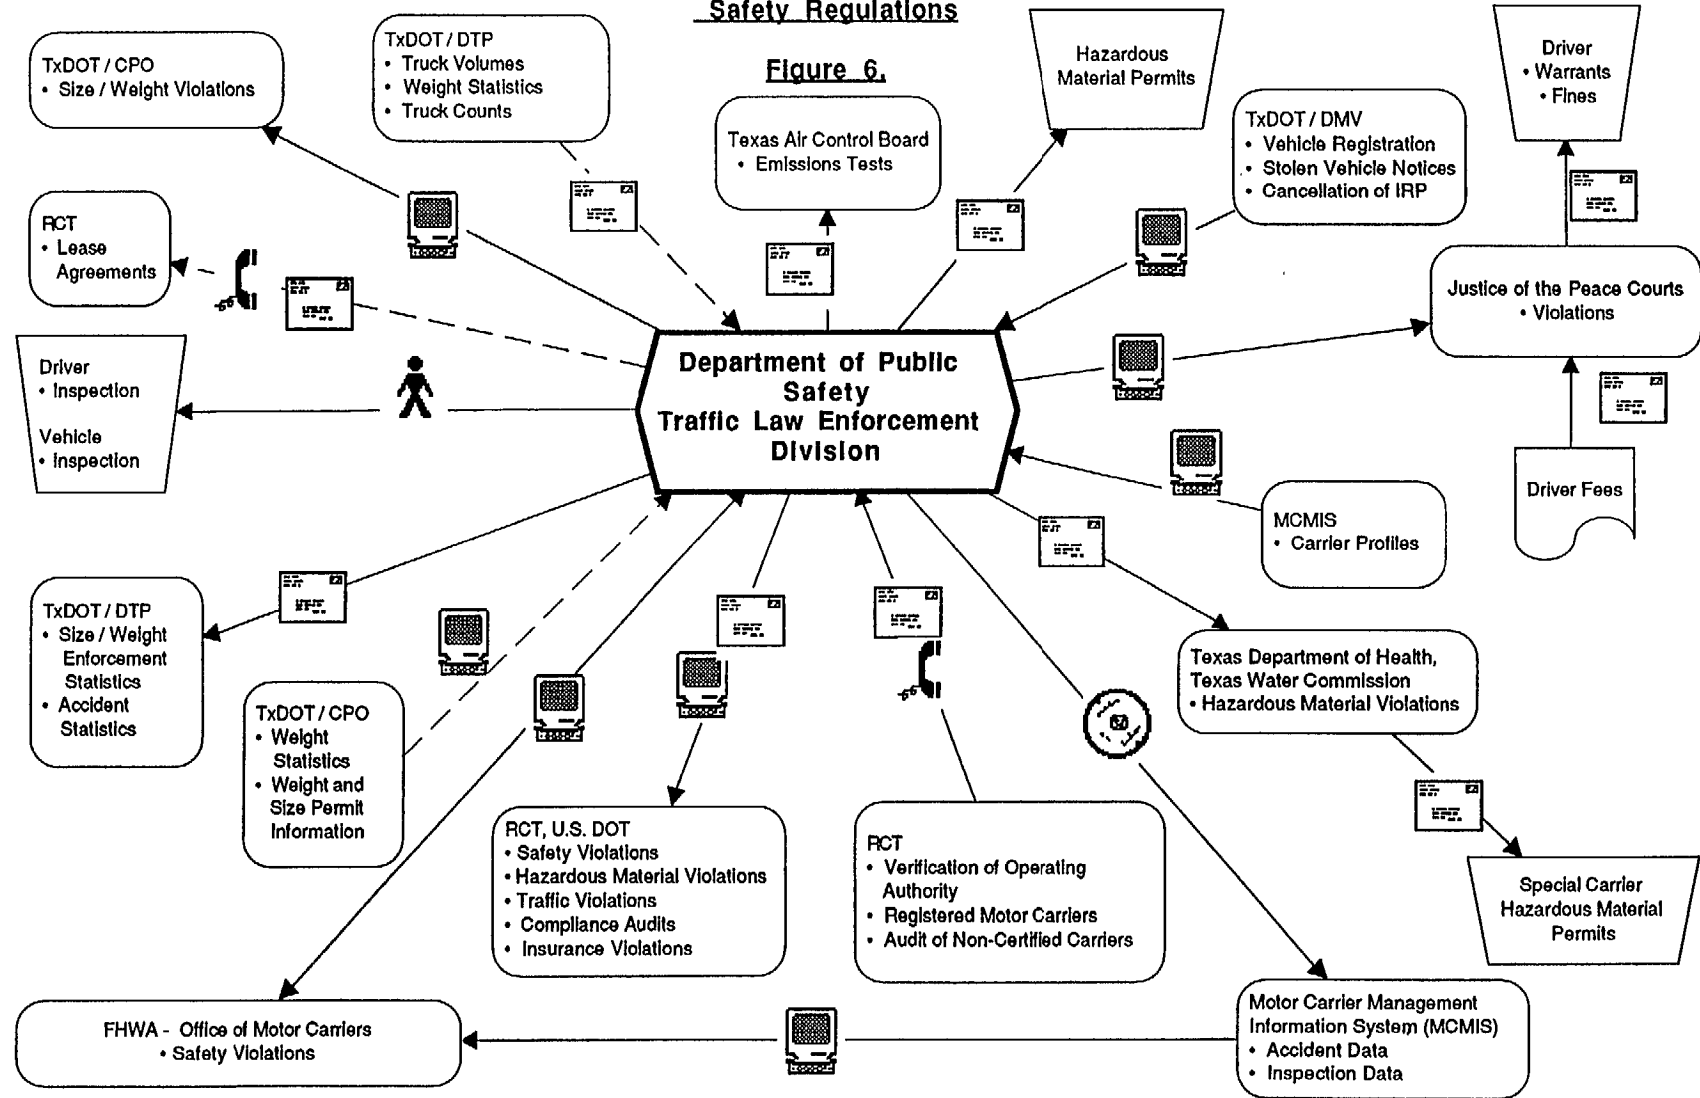 Safety Regulations
Figure 6.
TxDOT / CPO
• Size / Weight Violations
TxDOT / DTP
• Truck Volumes
• Weight Statistics
• Truck Counts
Texas Air Control Board
• Emissions Tests
Hazardous
Material Permits
TxDOT / DMV
• Vehicle Registration
• Stolen Vehicle Notices
• Cancellation of IRP
Driver
• Warrants
• Fines
RCT
• Lease
Agreements
Justice of the Peace Courts
• Violations
Driver
• Inspection
Vehicle
• Inspection
Department of Public
Safety
Traffic Law Enforcement
Division
Driver Fees
MCMIS
• Carrier Profiles
TxDOT / DTP
• Size / Weight
Enforcement
Statistics
• Accident
Statistics
TxDOT / CPO
• Weight
Statistics
• Weight and
Size Permit
Information
Texas Department of Health,
Texas Water Commission
• Hazardous Material Violations
RCT, U.S. DOT
• Safety Violations
• Hazardous Material Violations
• Traffic Violations
• Compliance Audits
• Insurance Violations
RCT
• Verification of Operating
Authority
• Registered Motor Carriers
• Audit of Non-Certified Carriers
Special Carrier
Hazardous Material
Permits
FHWA - Office of Motor Carriers
• Safety Violations
Motor Carrier Management
Information System (MCMIS)
• Accident Data
• Inspection Data